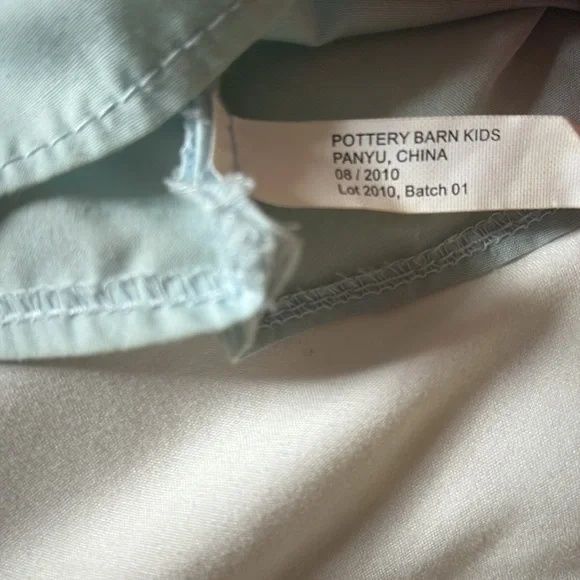 POTTERY BARN KIDS
PANYU, CHINA
08 / 2010
Lot 2010, Batch 01